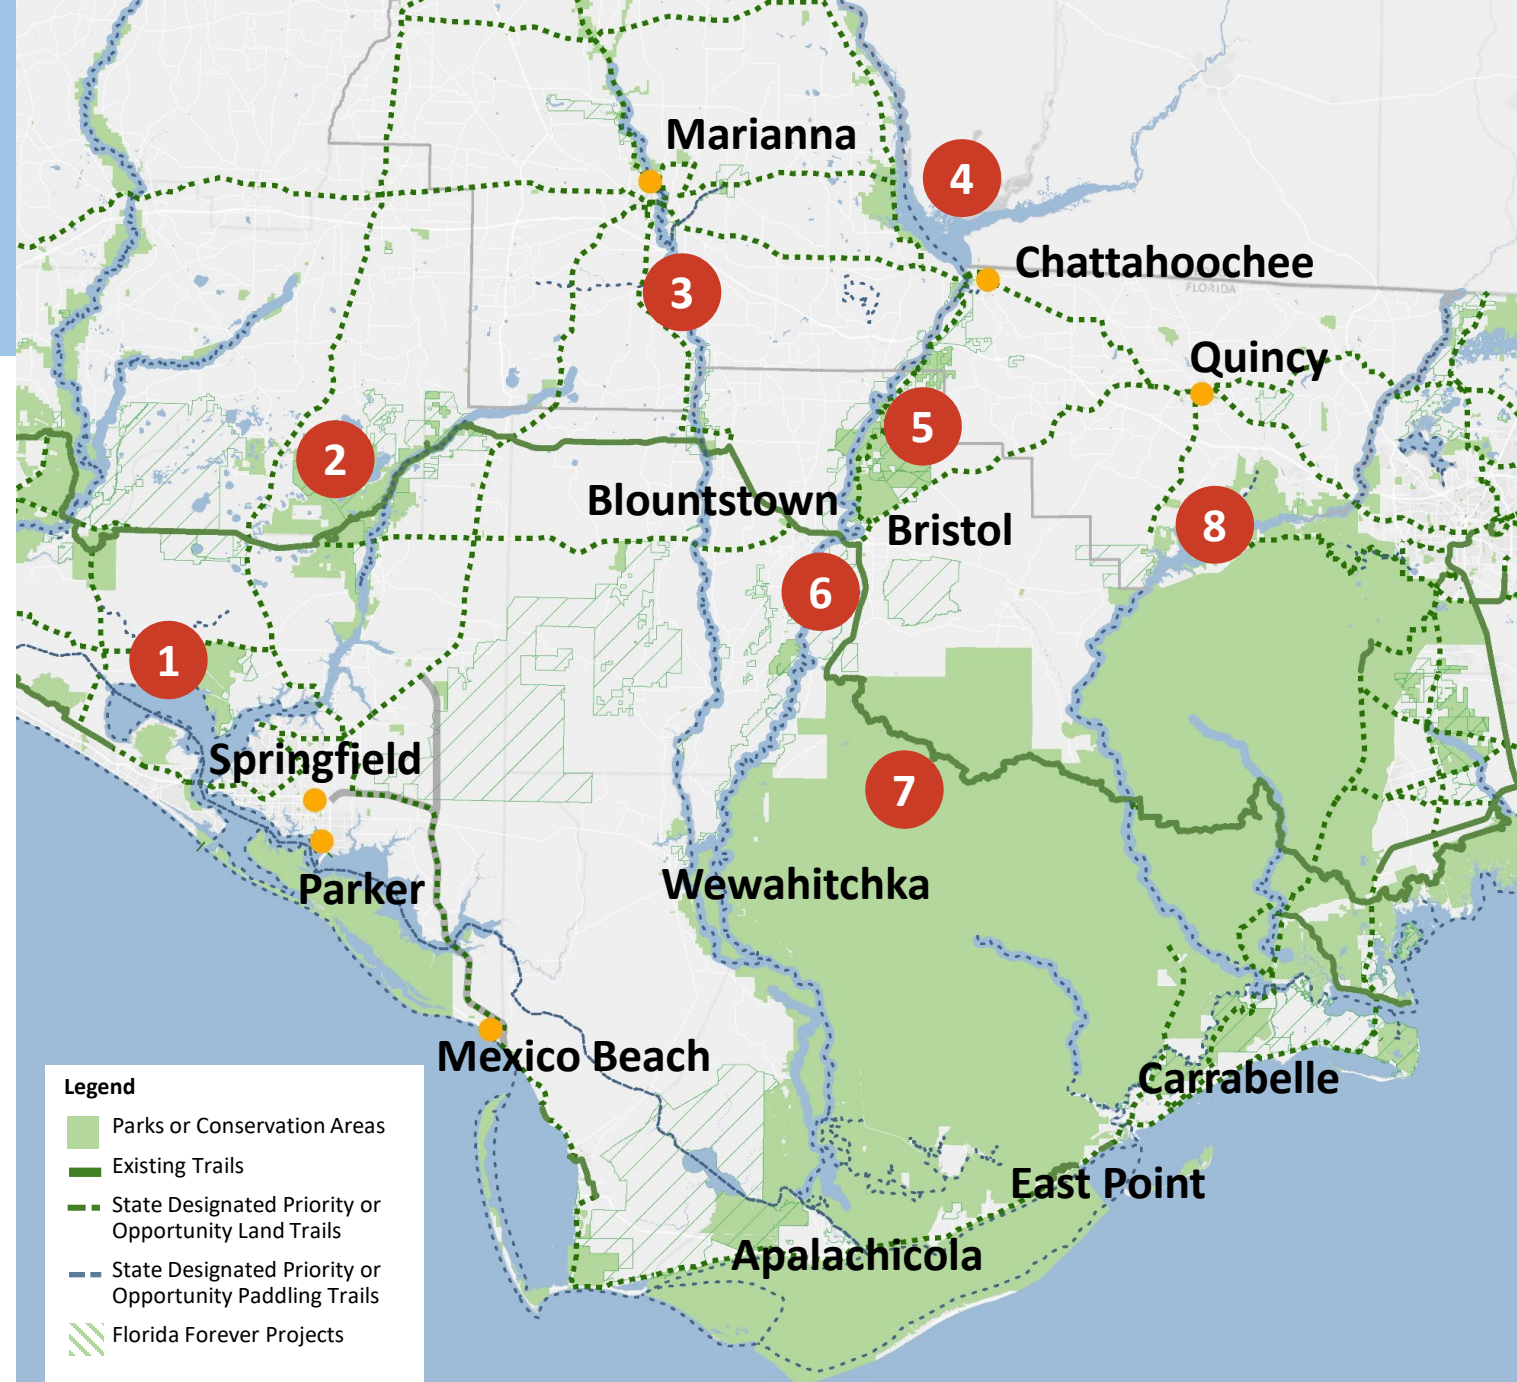 Marianna
4
Chattahoochee
FLORIDA
3
Quincy
5
2
Blountstown
Bristol
8
6
1
Springfield
7
Parker
Wewahitchka
Mexico Beach
Carrabelle
East Point
Apalachicola
Legend
Parks or Conservation Areas
Existing Trails
State Designated Priority or
Opportunity Land Trails
State Designated Priority or
Opportunity Paddling Trails
Florida Forever Projects